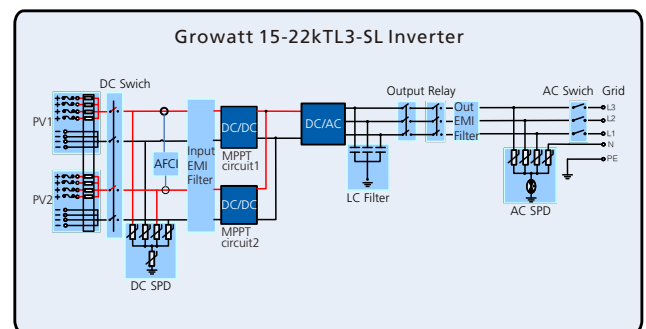 Growatt 15-22kTL3-SL Inverter
DC Swich
Output Relay
AC Swich
Grid
PV1
PV2
AFCI
Input
EMI
Filter
DC/DC
MPPT
circuit1
DC/DC
MPPT
circuit2
DC/AC
LC Filter
Out
EMI
Filter
L3
L2
L1
N
PE
AC SPD
DC SPD